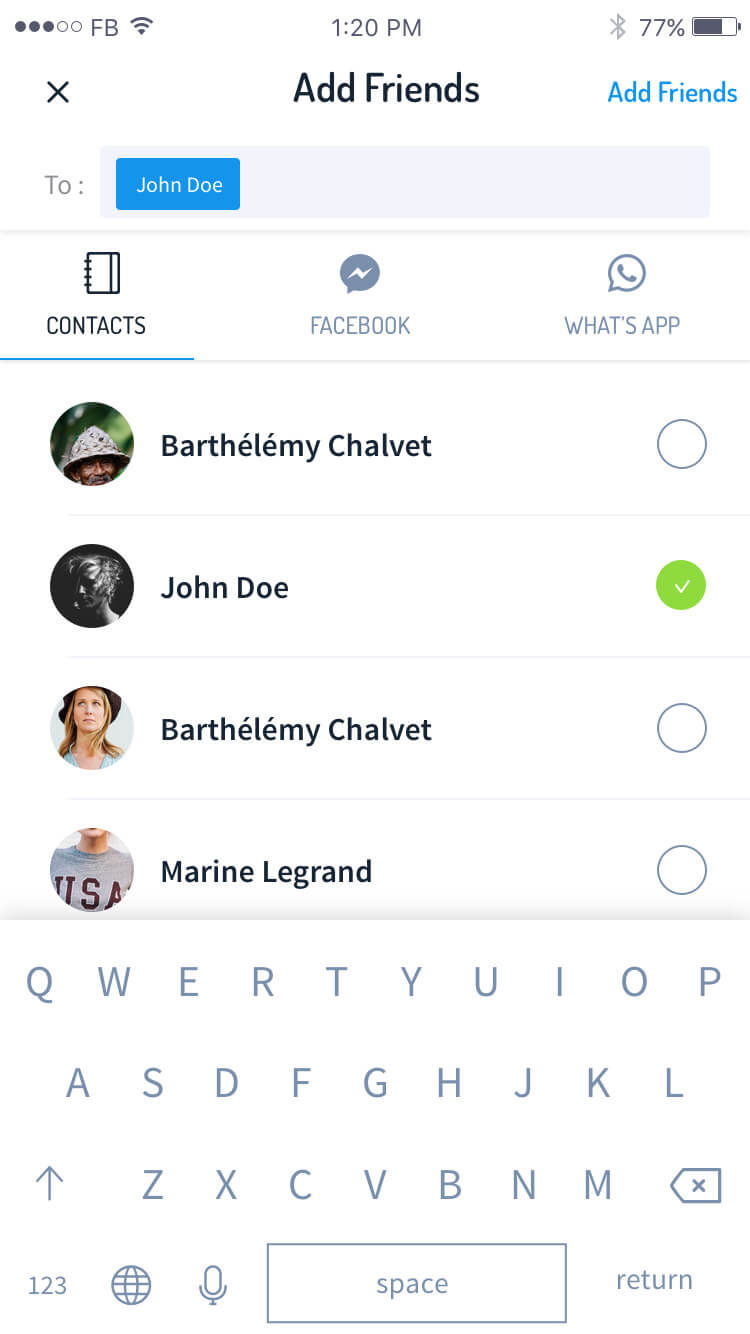 FB 1:20 PM 77%
Add Friends Add Friends
To : John Doe
CONTACTS FACEBOOK WHAT'S APP
Barthélémy Chalvet
John Doe
Barthélémy Chalvet
USA
Marine Legrand
Q W E R T Y U I O P
A S D F G H J K L
Z X C V B N M
123 space return